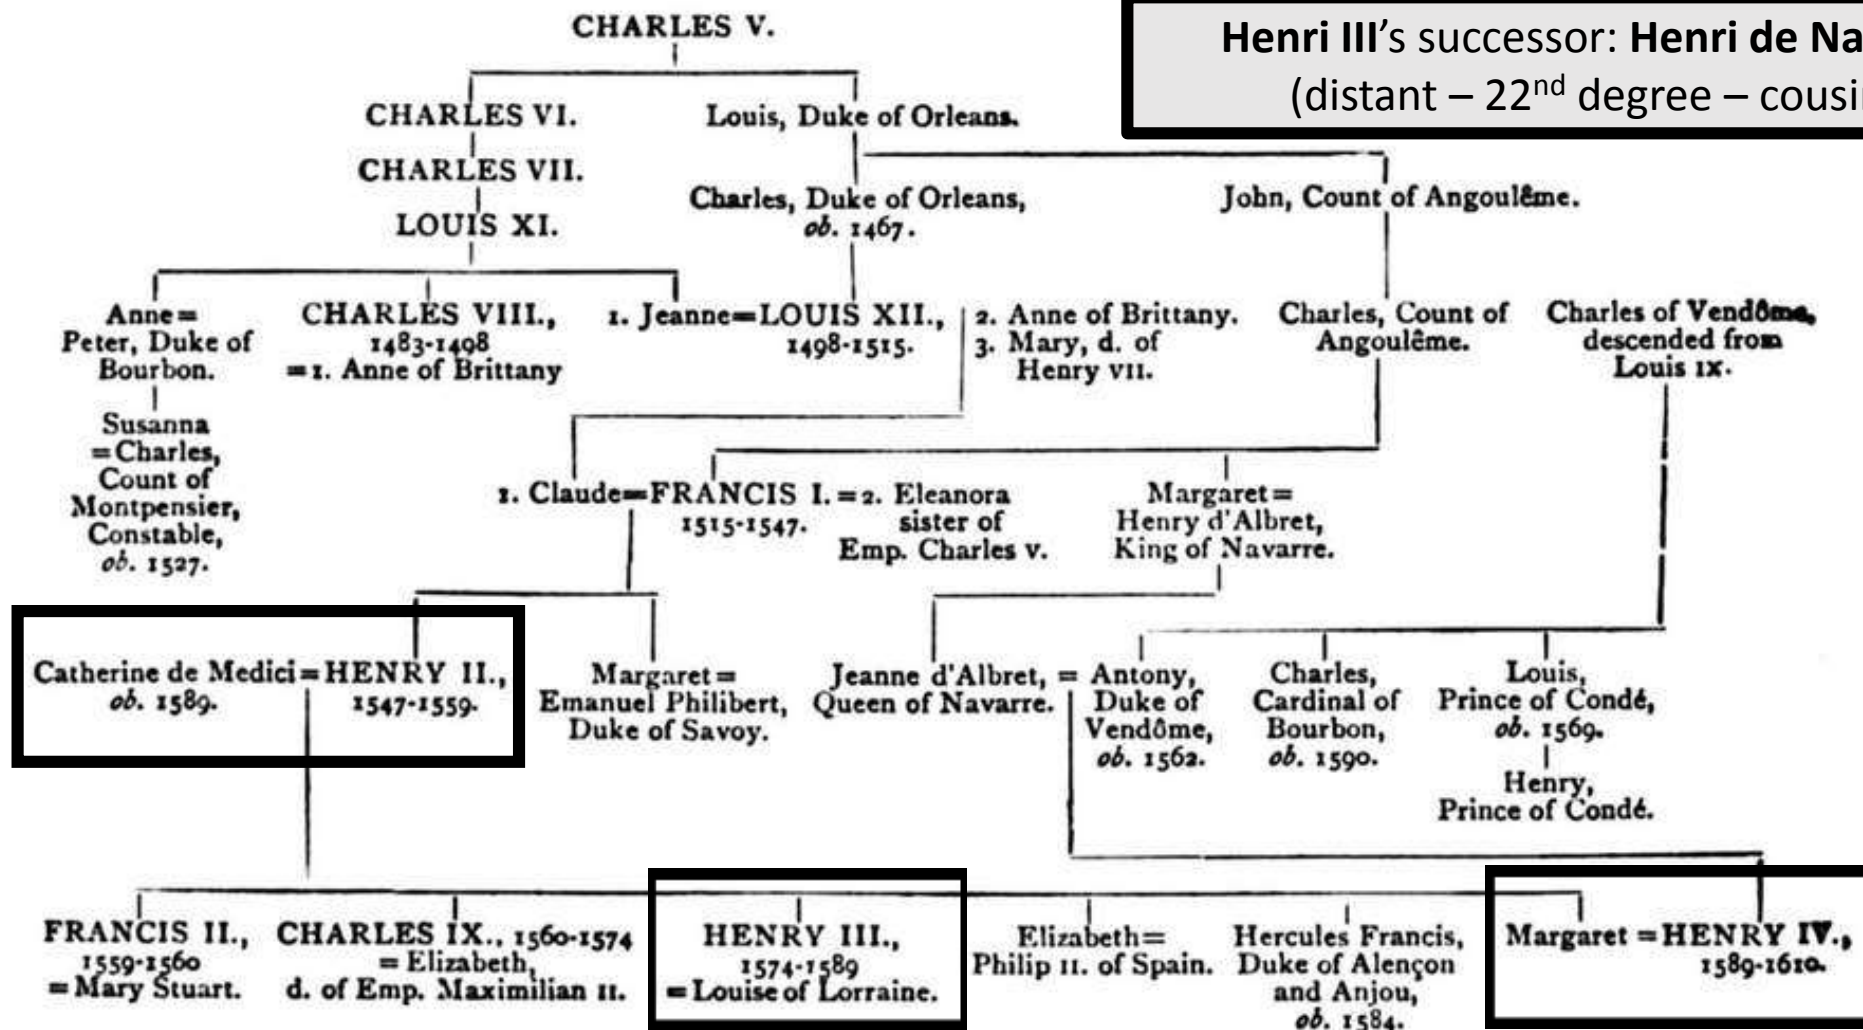 CHARLES V.
Henri III's successor: Henri de Na
(distant – 22nd degree – cousi
CHARLES VI.
Louis, Duke of Orleans.
CHARLES VII.
Charles, Duke of Orleans,
ob. 1467.
John, Count of Angoulême.
LOUIS XI.
Anne=
Peter, Duke of
Bourbon.
CHARLES VIII.,
1483-1498
=1. Anne of Brittany
1. Jeanne=LOUIS XII.,
1498-1515.
2. Anne of Brittany.
3. Mary, d. of
Henry VII.
Charles, Count of
Angoulême.
Charles of Vendôme,
descended from
Louis IX.
Susanna
=Charles,
Count of
Montpensier,
Constable,
ob. 1527.
1. Claude=FRANCIS I.=2. Eleanora
1515-1547.
sister of
Emp. Charles V.
Margaret=
Henry d'Albret,
King of Navarre.
Catherine de Medici=HENRY II.,
ob. 1589.
1547-1559.
Margaret=
Emanuel Philibert,
Duke of Savoy.
Jeanne d'Albret, = Antony,
Queen of Navarre.
Duke of
Vendôme,
ob. 1562.
Charles,
Cardinal of
Bourbon,
ob. 1590.
Louis,
Prince of Condé,
ob. 1569.
Henry,
Prince of Condé.
FRANCIS II.,
1559-1560
=Mary Stuart.
CHARLES IX., 1560-1574
=Elizabeth,
d. of Emp. Maximilian II.
HENRY III.,
1574-1589
=Louise of Lorraine.
Elizabeth=
Philip II. of Spain.
Hercules Francis,
Duke of Alençon
and Anjou,
ob. 1584.
Margaret=HENRY IV.,
1589-1610.